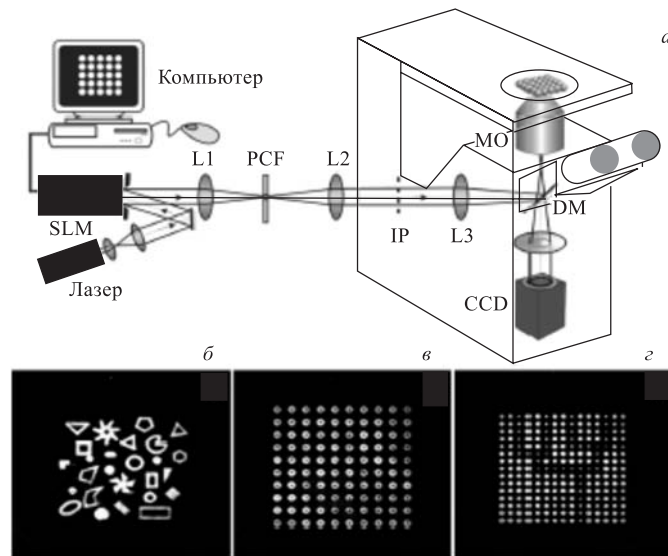 а
Компьютер
MO
L1 PCF L2
SLM IP L3 DM
Лазер
CCD
б в г